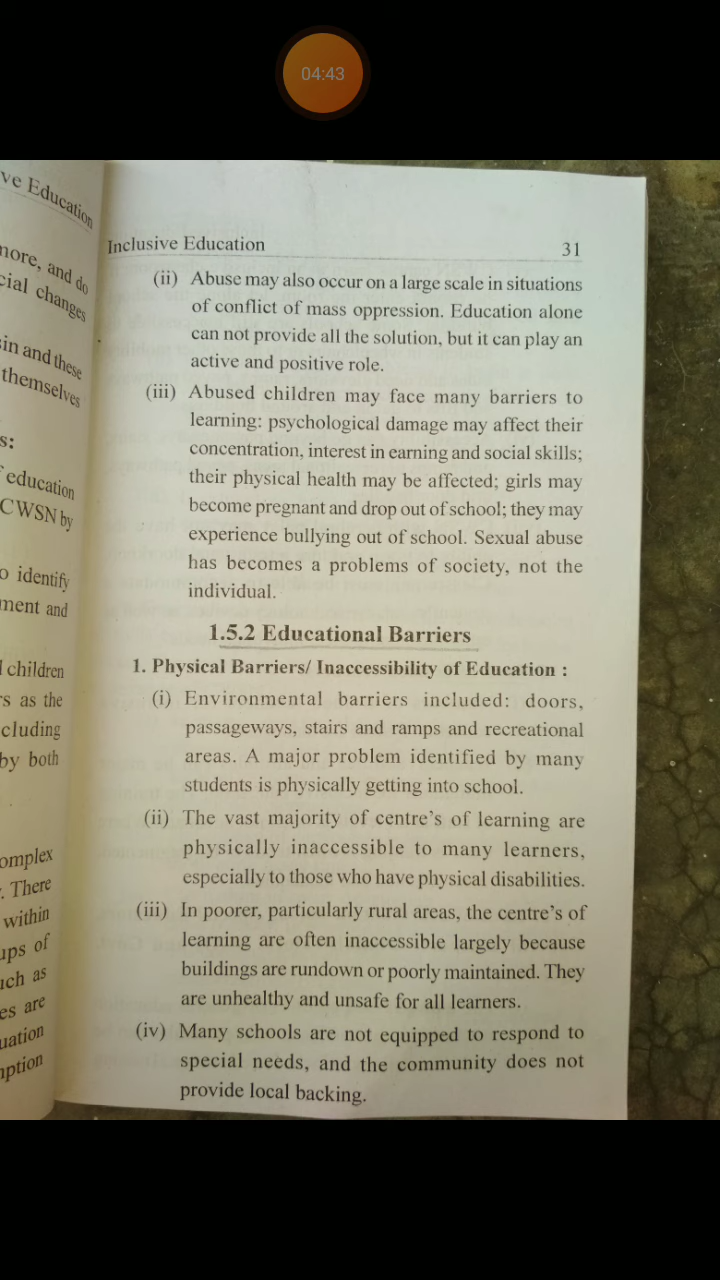 04:43
ve Education
more, and do
cial changes
sin and these
themselves
s:
education
CWSN by
o identify
ment and
children
rs as the
cluding
by both
omplex
. There
within
ups of
uch as
es are
uation
mption
Inclusive Education 31
(ii) Abuse may also occur on a large scale in situations
of conflict of mass oppression. Education alone
can not provide all the solution, but it can play an
active and positive role.
(iii) Abused children may face many barriers to
learning: psychological damage may affect their
concentration, interest in earning and social skills;
their physical health may be affected; girls may
become pregnant and drop out of school; they may
experience bullying out of school. Sexual abuse
has becomes a problems of society, not the
individual.
1.5.2 Educational Barriers
1. Physical Barriers/ Inaccessibility of Education :
(i) Environmental barriers included: doors,
passageways, stairs and ramps and recreational
areas. A major problem identified by many
students is physically getting into school.
(ii) The vast majority of centre's of learning are
physically inaccessible to many learners,
especially to those who have physical disabilities.
(iii) In poorer, particularly rural areas, the centre's of
learning are often inaccessible largely because
buildings are rundown or poorly maintained. They
are unhealthy and unsafe for all learners.
(iv) Many schools are not equipped to respond to
special needs, and the community does not
provide local backing.